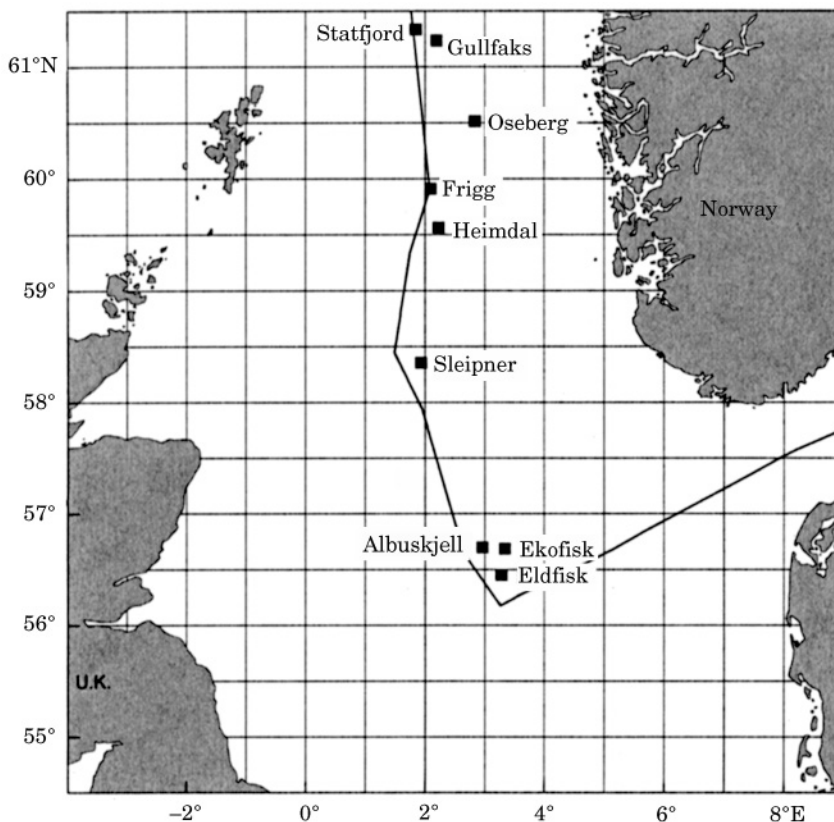 Statfjord
Gullfaks
61°N
Oseberg
60°
Frigg
Norway
Heimdal
59°
Sleipner
58°
57°
Albuskjell
Ekofisk
Eldfisk
56°
U.K.
55°
–2°
0°
2°
4°
6°
8°E